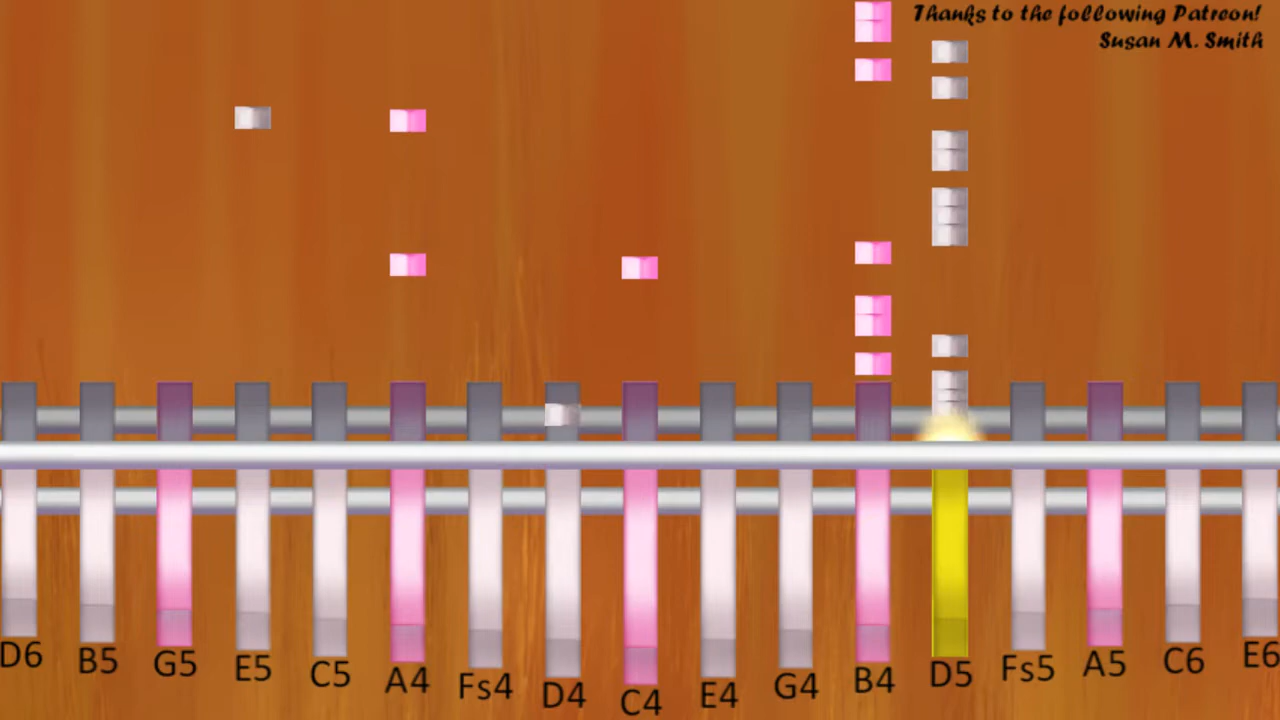 Thanks to the following Patreon!
Susan M. Smith
D6 B5 G5 E5 C5 A4 Fs4 D4 C4 E4 G4 B4 D5 Fs5 A5 C6 E6